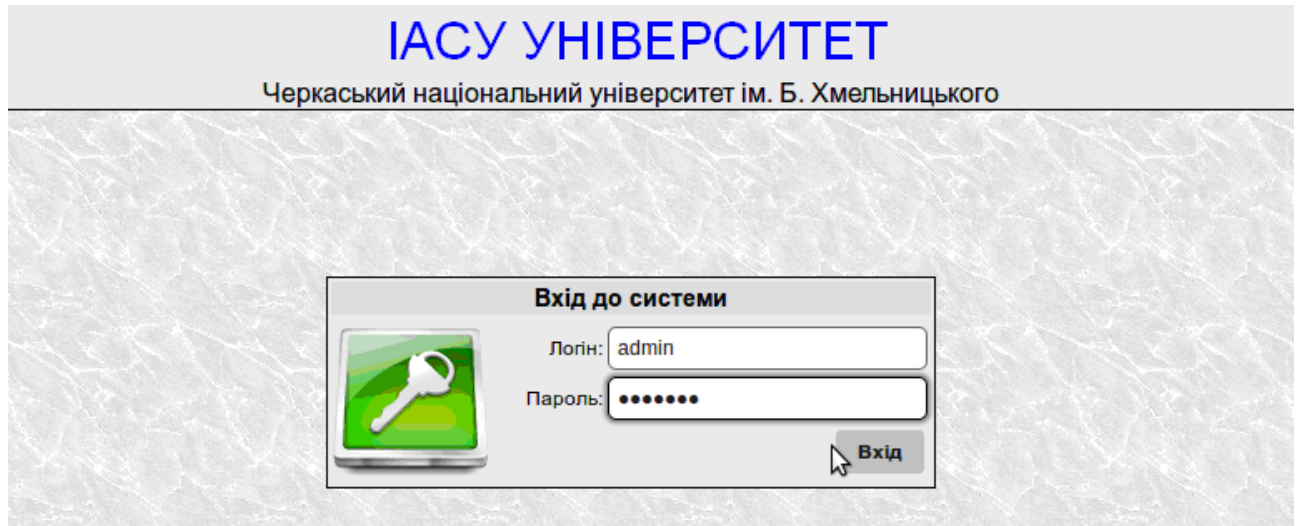 ІАСУ УНІВЕРСИТЕТ
Черкаський національний університет ім. Б. Хмельницького
Вхід до системи
Логін: admin
Пароль: •••••••
Вхід